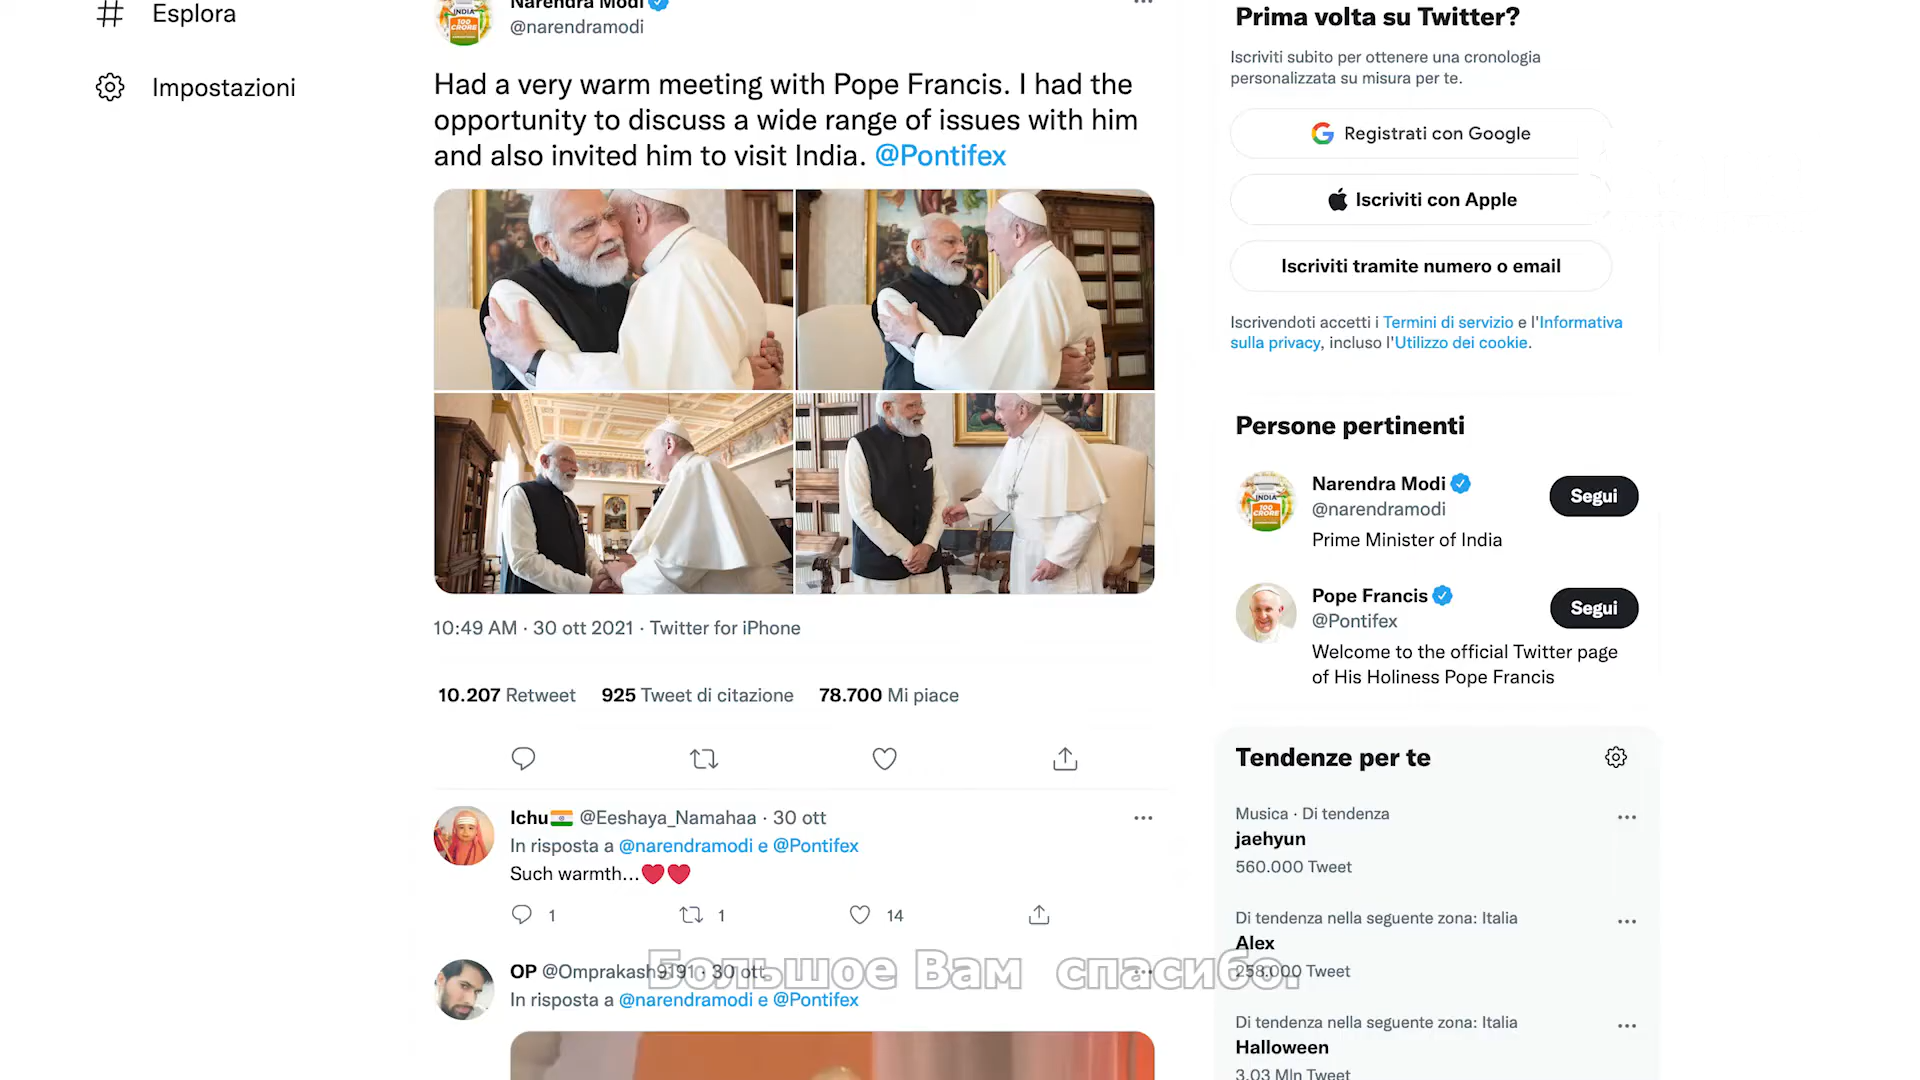 Esplora
Impostazioni
Narendra Modi
@narendramodi
Had a very warm meeting with Pope Francis. I had the
opportunity to discuss a wide range of issues with him
and also invited him to visit India. @Pontifex
10:49 AM · 30 ott 2021 · Twitter for iPhone
10.207 Retweet 925 Tweet di citazione 78.700 Mi piace
Ichu @Eeshaya_Namahaa · 30 ott
In risposta a @narendramodi e @Pontifex
Such warmth...
1 1 14
OP @Omprakash9191 · 30 ott
In risposta a @narendramodi e @Pontifex
Большое Вам спасибо.
Prima volta su Twitter?
Iscriviti subito per ottenere una cronologia
personalizzata su misura per te.
Registrati con Google
Iscriviti con Apple
Iscriviti tramite numero o email
Iscrivendoti accetti i Termini di servizio e l'Informativa
sulla privacy, incluso l'Utilizzo dei cookie.
Persone pertinenti
Narendra Modi
@narendramodi
Segui
Prime Minister of India
INDIA
100
CRORE
Pope Francis
@Pontifex
Segui
Welcome to the official Twitter page
of His Holiness Pope Francis
Tendenze per te
Musica · Di tendenza
jaehyun
560.000 Tweet
Di tendenza nella seguente zona: Italia
Alex
258.000 Tweet
Di tendenza nella seguente zona: Italia
Halloween
3.03 Mln Tweet